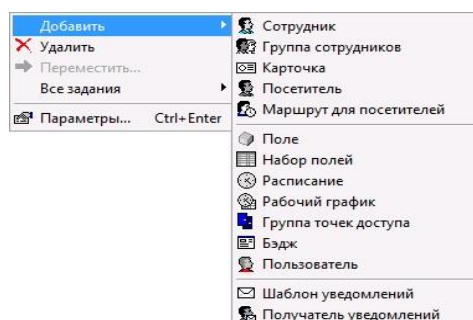 Добавить
Удалить
Переместить...
Все задания
Параметры... Ctrl+Enter
Сотрудник
Группа сотрудников
Карточка
Посетитель
Маршрут для посетителей
Поле
Набор полей
Расписание
Рабочий график
Группа точек доступа
Бэдж
Пользователь
Шаблон уведомлений
Получатель уведомлений